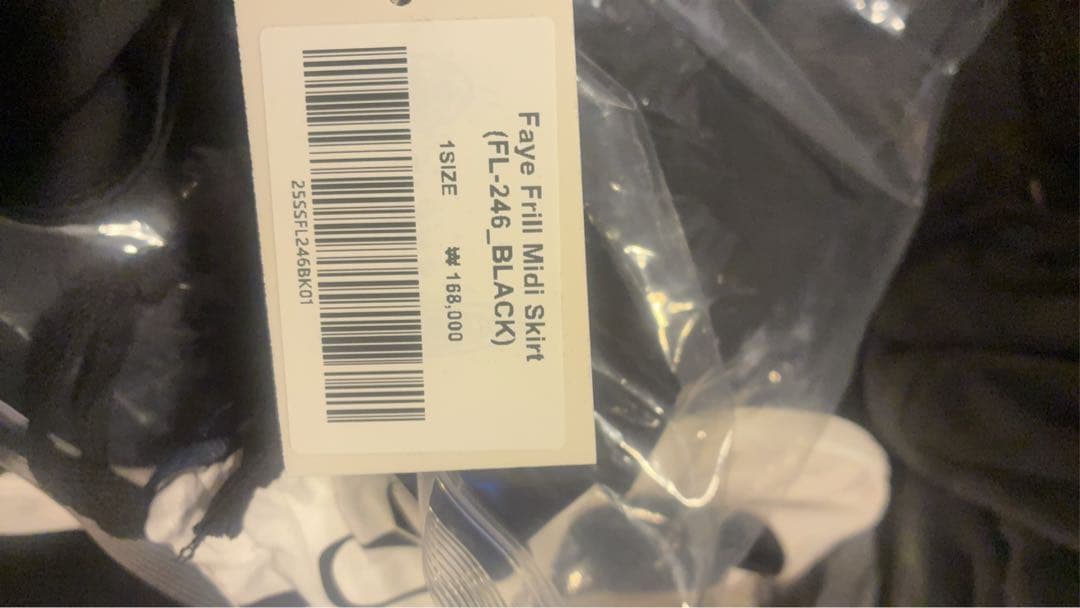 Faye Frill Midi Skirt
(FL-246_BLACK)
1SIZE ₩168,000
25SSFL246BK01